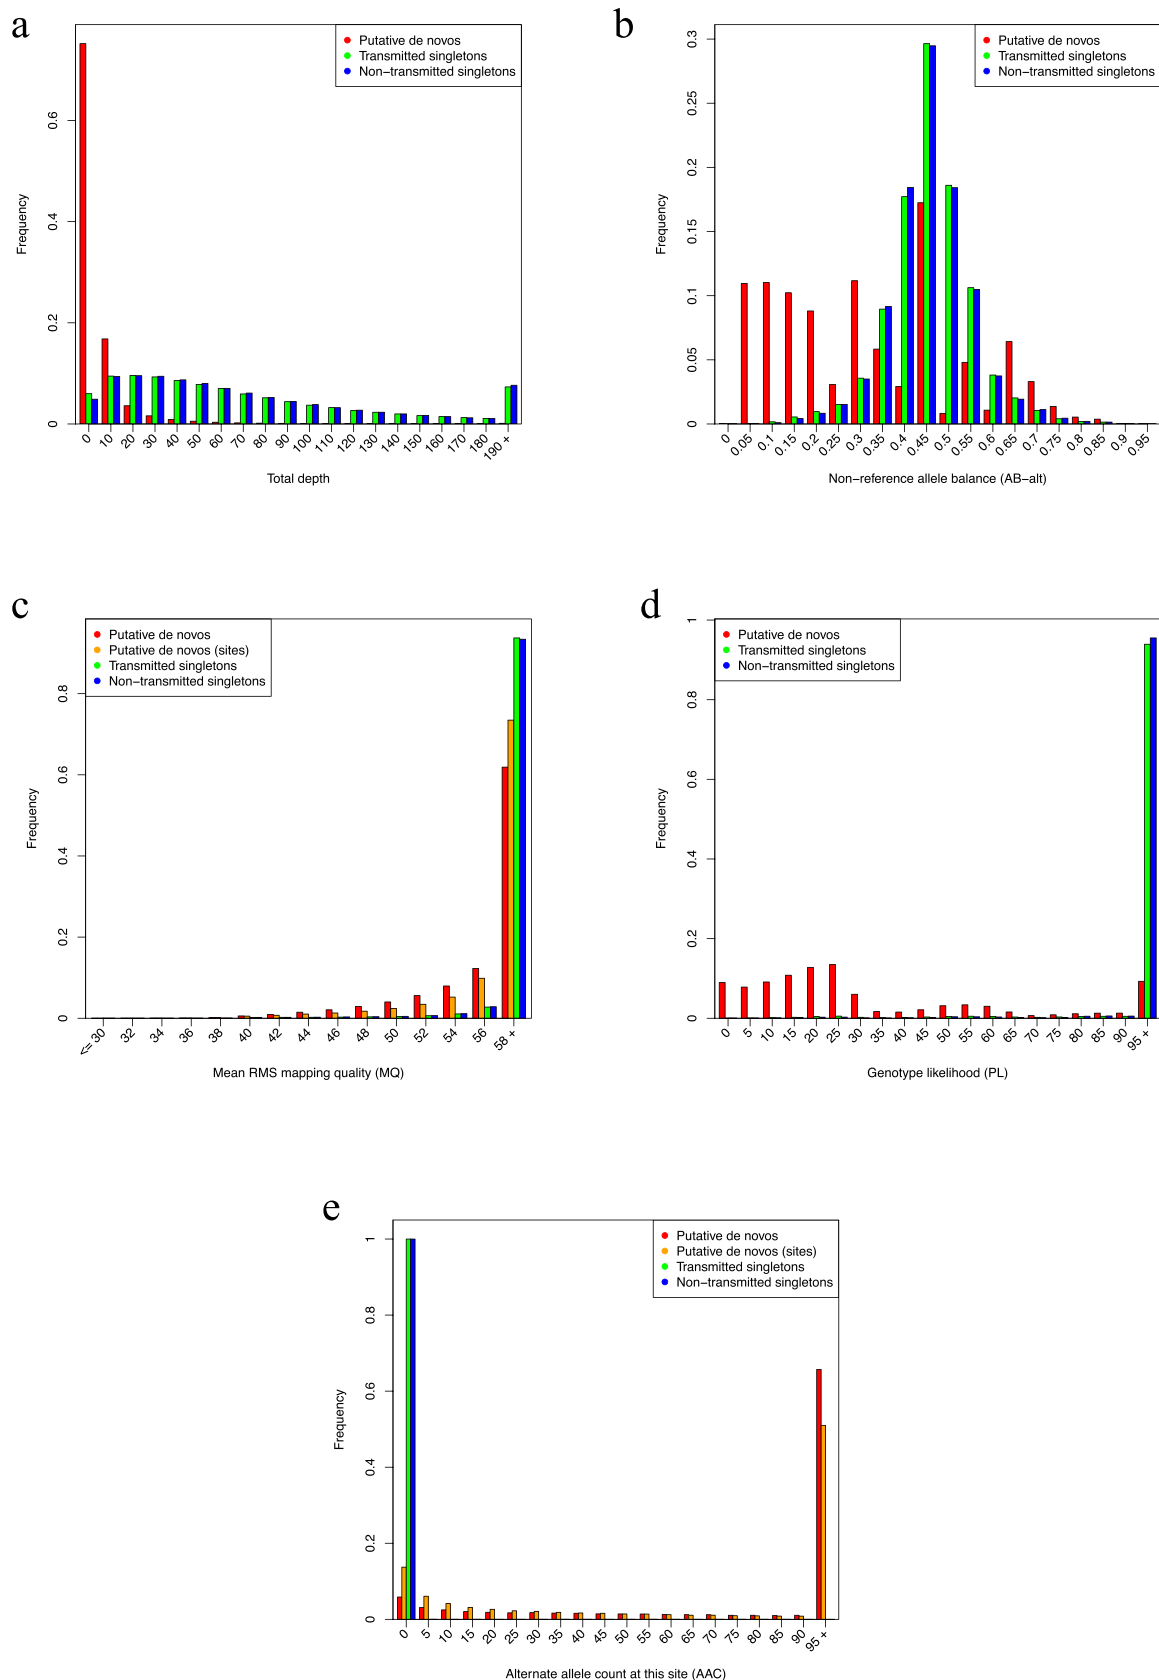 a
Putative de novos
Transmitted singletons
Non−transmitted singletons
Frequency
0 0.2 0.4 0.6
0 10 20 30 40 50 60 70 80 90 100 110 120 130 140 150 160 170 180 190 +
Total depth
b
Putative de novos
Transmitted singletons
Non−transmitted singletons
Frequency
0 0.05 0.1 0.15 0.2 0.25 0.3
0 0.05 0.1 0.15 0.2 0.25 0.3 0.35 0.4 0.45 0.5 0.55 0.6 0.65 0.7 0.75 0.8 0.85 0.9 0.95
Non−reference allele balance (AB−alt)
c
Putative de novos
Putative de novos (sites)
Transmitted singletons
Non−transmitted singletons
Frequency
0 0.2 0.4 0.6 0.8
<= 30 32 34 36 38 40 42 44 46 48 50 52 54 56 58 +
Mean RMS mapping quality (MQ)
d
Putative de novos
Transmitted singletons
Non−transmitted singletons
Frequency
0 0.2 0.4 0.6 0.8 1
0 5 10 15 20 25 30 35 40 45 50 55 60 65 70 75 80 85 90 95 +
Genotype likelihood (PL)
e
Putative de novos
Putative de novos (sites)
Transmitted singletons
Non−transmitted singletons
Frequency
0 0.2 0.4 0.6 0.8 1
0 5 10 15 20 25 30 35 40 45 50 55 60 65 70 75 80 85 90 95 +
Alternate allele count at this site (AAC)